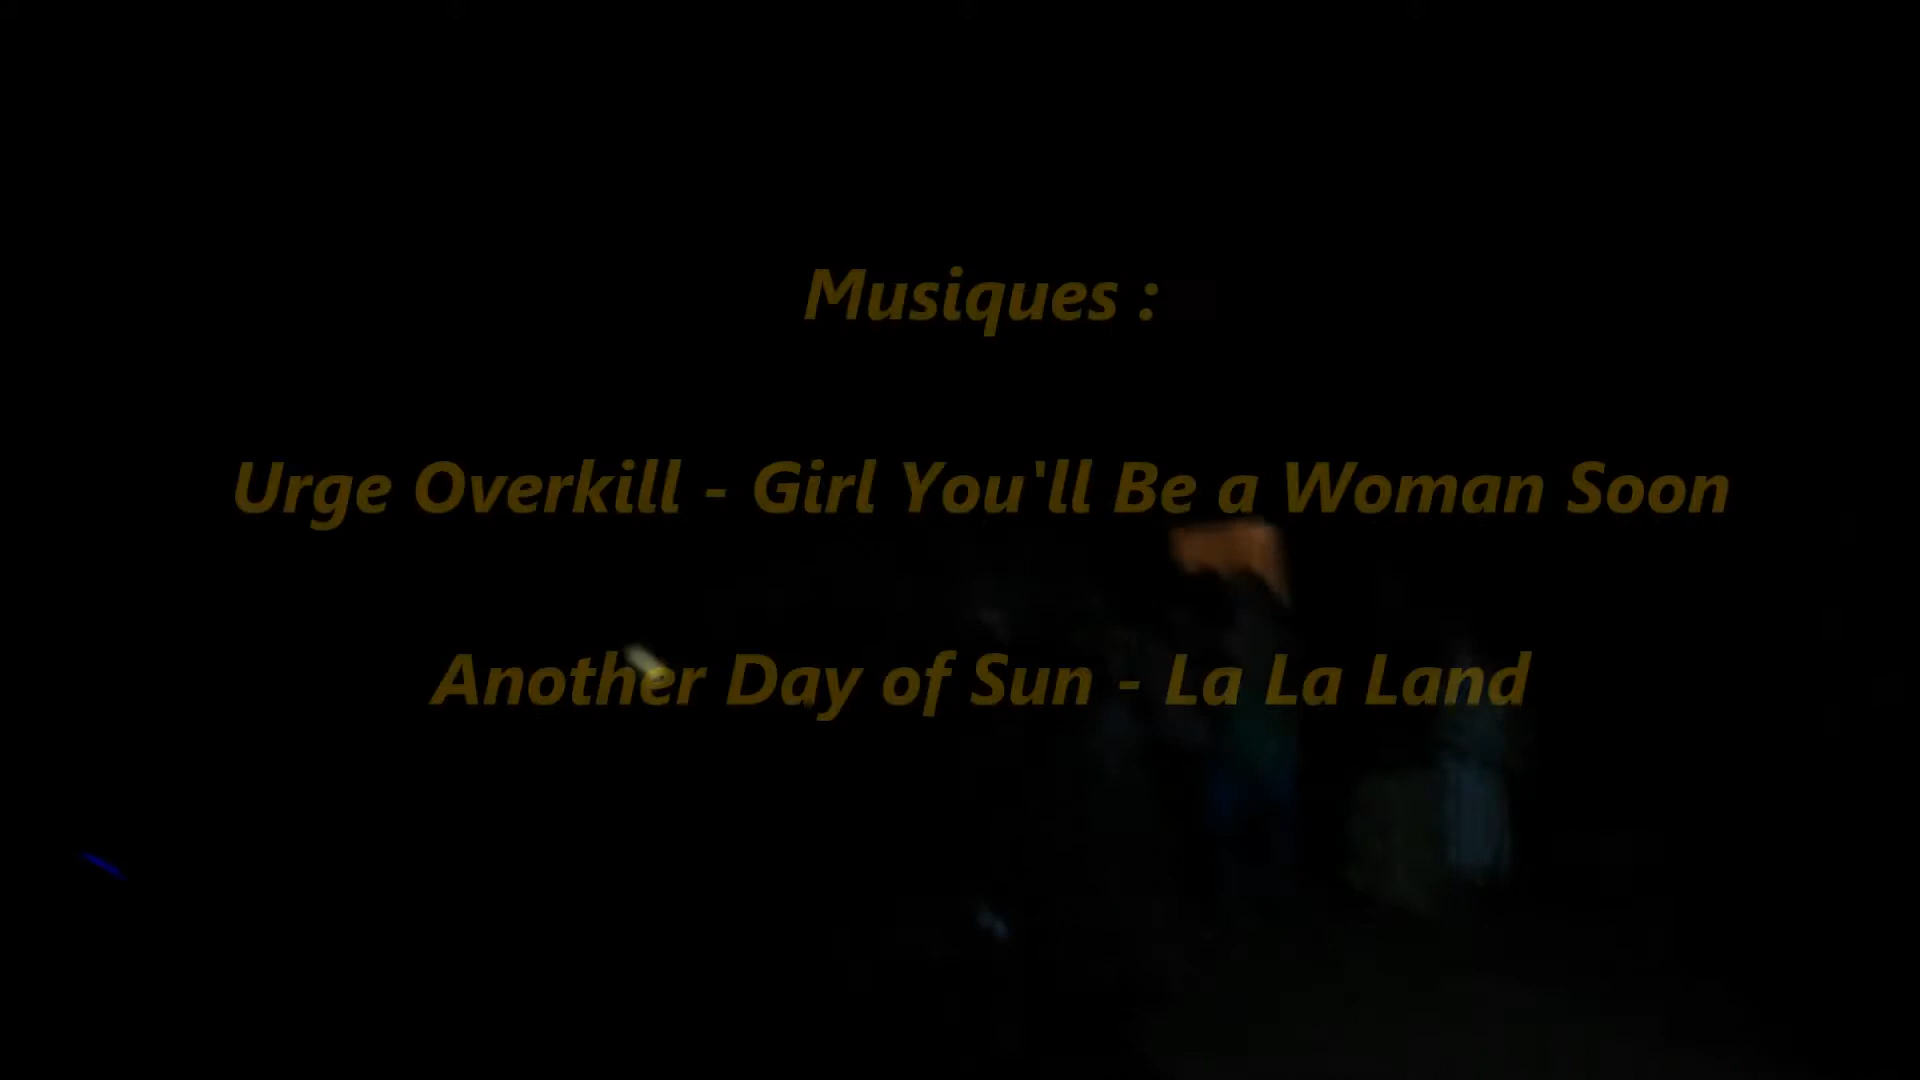 Musiques :
Urge Overkill - Girl You'll Be a Woman Soon
Another Day of Sun - La La Land